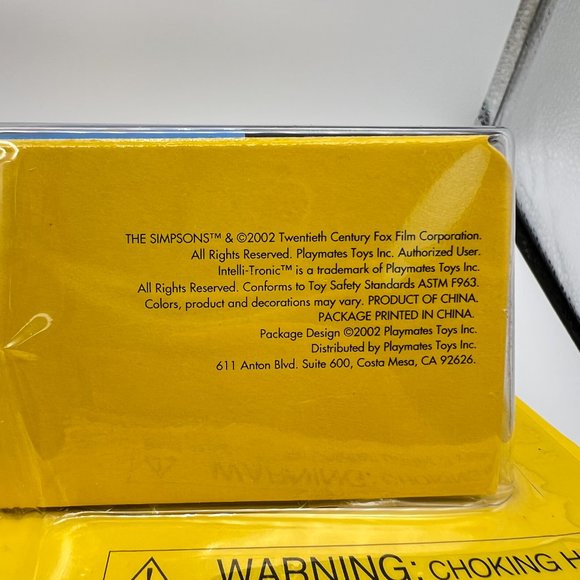 THE SIMPSONS™ & ©2002 Twentieth Century Fox Film Corporation.
All Rights Reserved. Playmates Toys Inc. Authorized User.
Intelli-Tronic™ is a trademark of Playmates Toys Inc.
All Rights Reserved. Conforms to Toy Safety Standards ASTM F963.
Colors, product and decorations may vary. PRODUCT OF CHINA.
PACKAGE PRINTED IN CHINA.
Package Design ©2002 Playmates Toys Inc.
Distributed by Playmates Toys Inc.
611 Anton Blvd. Suite 600, Costa Mesa, CA 92626.
WARNING: CHOKING H